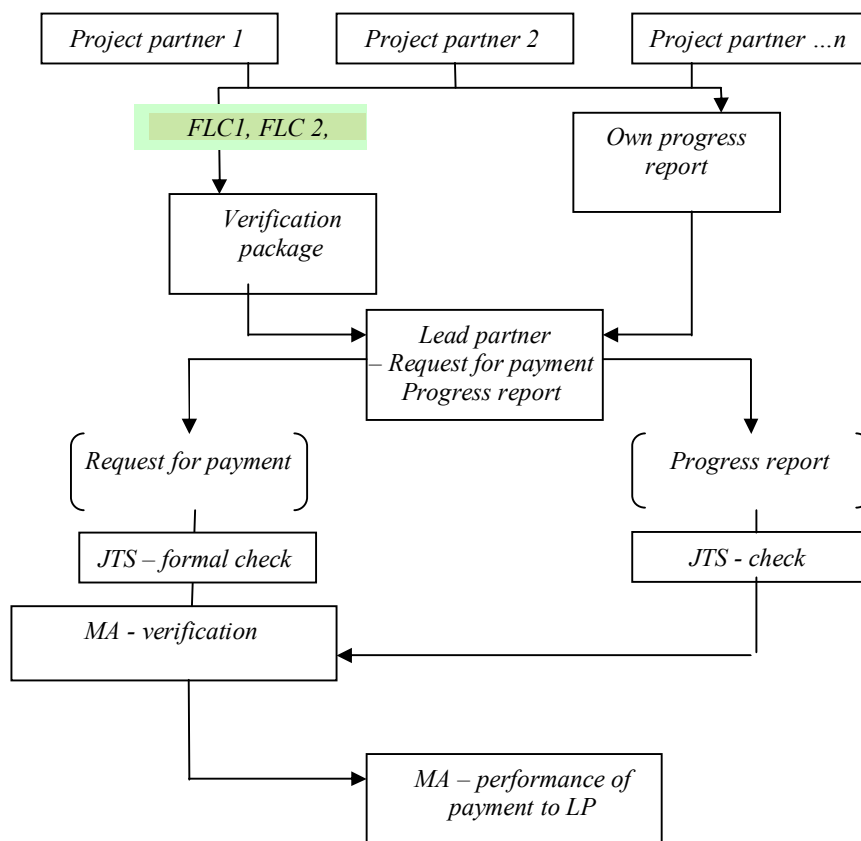 Project partner 1
Project partner 2
Project partner …n
FLC1, FLC 2,
Own progress
report
Verification
package
Lead partner
– Request for payment
Progress report
Request for payment
Progress report
JTS – formal check
JTS - check
MA - verification
MA – performance of
payment to LP